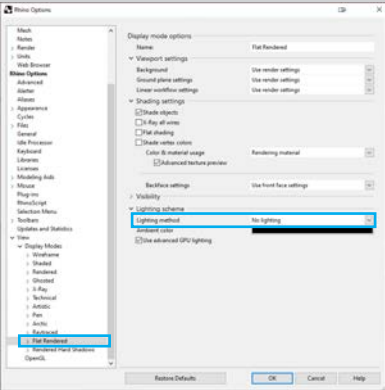 Rhino Options
Mesh
Notes
Render
Units
Web Browser
Rhino Options
Advanced
Alerter
Aliases
Appearance
Cycles
Files
General
Idle Processor
Keyboard
Libraries
Licenses
Modeling Aids
Mouse
Plug-ins
RhinoScript
Selection Menu
Toolbars
Updates and Statistics
View
Display Modes
Wireframe
Shaded
Rendered
Ghosted
X-Ray
Technical
Artistic
Pen
Arctic
Raytraced
Flat Rendered
Rendered Hard Shadows
OpenGL
Display mode options
Name: Flat Rendered
Viewport settings
Background Use render settings
Ground plane settings Use render settings
Linear workflow settings Use render settings
Shading settings
Shade objects
X-Ray all wires
Flat shading
Shade vertex colors
Color & material usage Rendering material
Advanced texture preview
Backface settings Use front face settings
Visibility
Lighting scheme
Lighting method No lighting
Ambient color
Use advanced GPU lighting
Restore Defaults OK Cancel Help